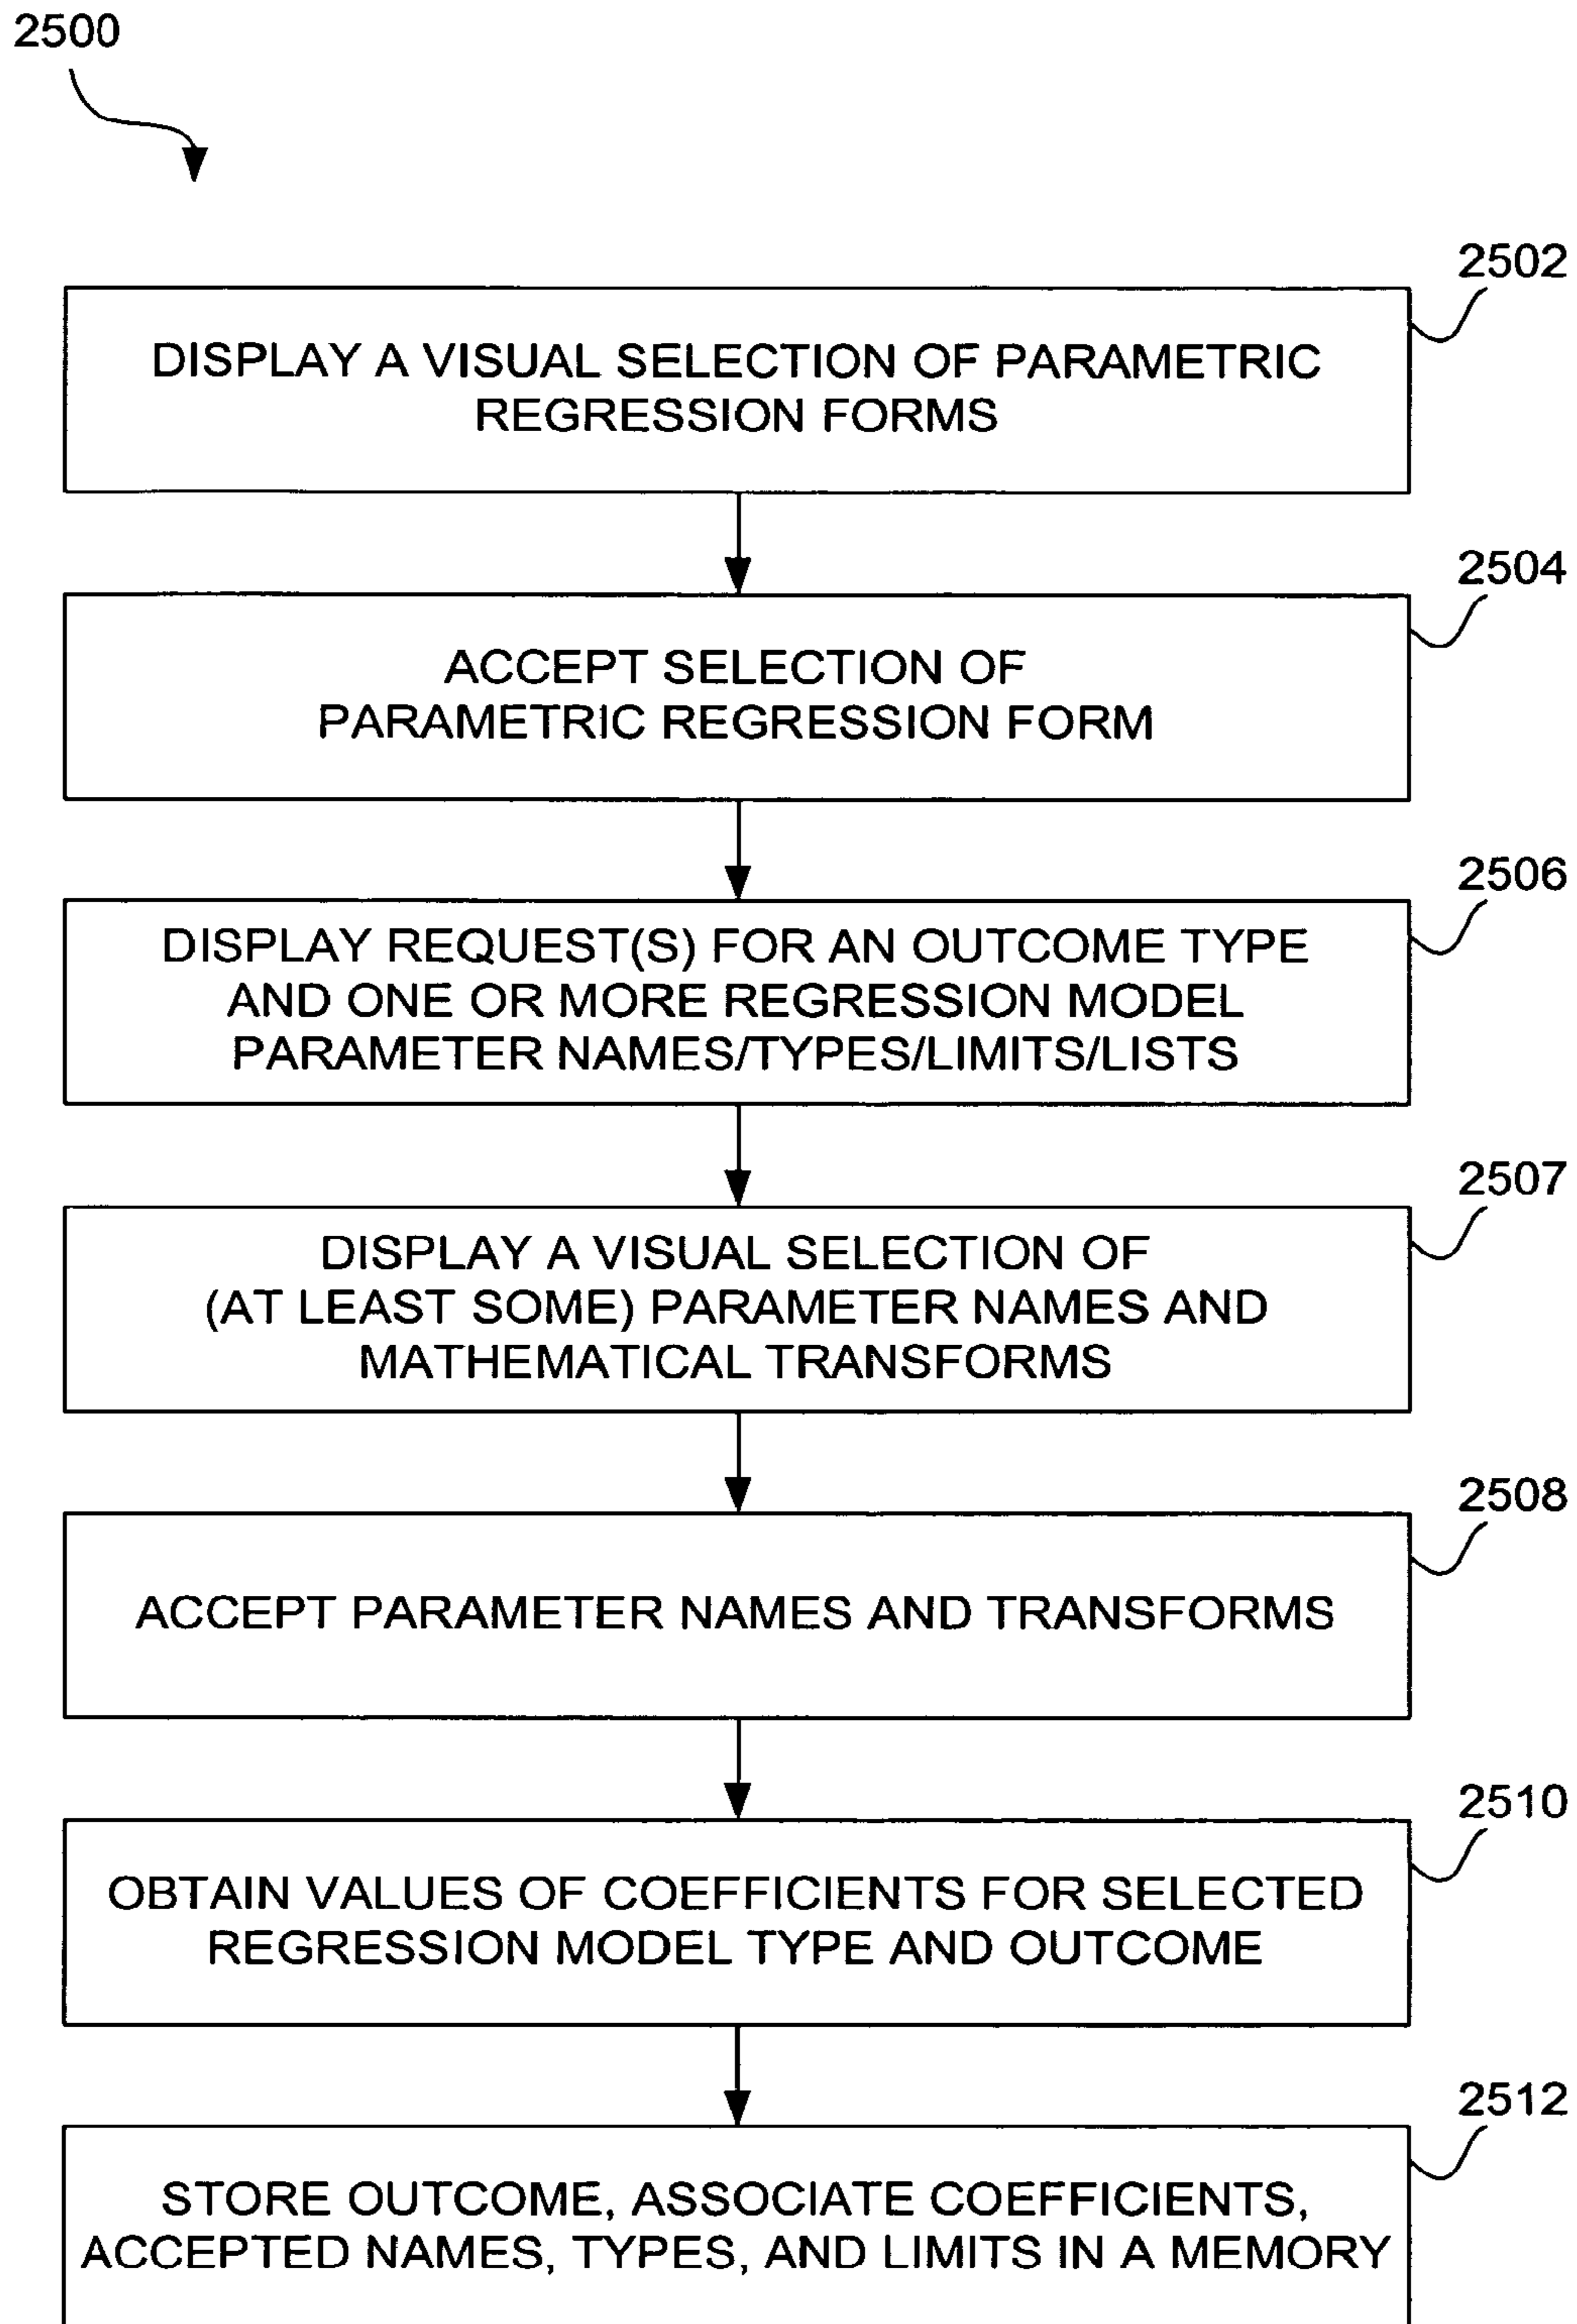 2500
2502
DISPLAY A VISUAL SELECTION OF PARAMETRIC
REGRESSION FORMS
2504
ACCEPT SELECTION OF
PARAMETRIC REGRESSION FORM
2506
DISPLAY REQUEST(S) FOR AN OUTCOME TYPE
AND ONE OR MORE REGRESSION MODEL
PARAMETER NAMES/TYPES/LIMITS/LISTS
2507
DISPLAY A VISUAL SELECTION OF
(AT LEAST SOME) PARAMETER NAMES AND
MATHEMATICAL TRANSFORMS
2508
ACCEPT PARAMETER NAMES AND TRANSFORMS
2510
OBTAIN VALUES OF COEFFICIENTS FOR SELECTED
REGRESSION MODEL TYPE AND OUTCOME
2512
STORE OUTCOME, ASSOCIATE COEFFICIENTS,
ACCEPTED NAMES, TYPES, AND LIMITS IN A MEMORY